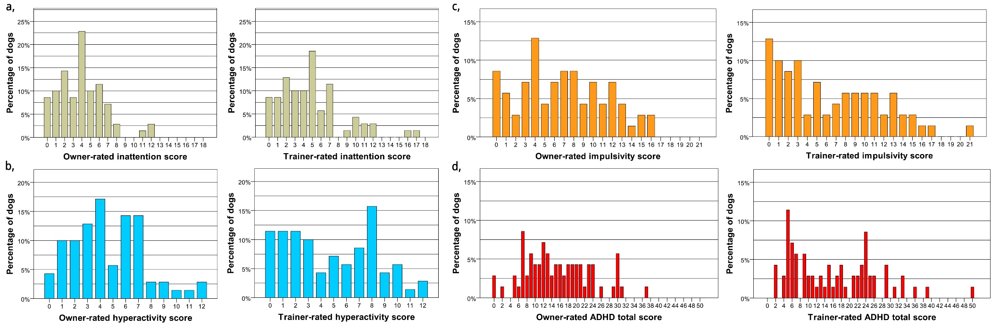 a,
25%
20%
15%
10%
5%
0%
Percentage of dogs
0 1 2 3 4 5 6 7 8 9 10 11 12 13 14 15 16 17 18
Owner-rated inattention score
25%
20%
15%
10%
5%
0%
Percentage of dogs
0 1 2 3 4 5 6 7 8 9 10 11 12 13 14 15 16 17 18
Trainer-rated inattention score
c,
15%
10%
5%
0%
Percentage of dogs
0 1 2 3 4 5 6 7 8 9 10 11 12 13 14 15 16 17 18 19 20 21
Owner-rated impulsivity score
15%
10%
5%
0%
Percentage of dogs
0 1 2 3 4 5 6 7 8 9 10 11 12 13 14 15 16 17 18 19 20 21
Trainer-rated impulsivity score
b,
20%
15%
10%
5%
0%
Percentage of dogs
0 1 2 3 4 5 6 7 8 9 10 11 12
Owner-rated hyperactivity score
20%
15%
10%
5%
0%
Percentage of dogs
0 1 2 3 4 5 6 7 8 9 10 11 12
Trainer-rated hyperactivity score
d,
15%
10%
5%
0%
Percentage of dogs
0 2 4 6 8 10 12 14 16 18 20 22 24 26 28 30 32 34 36 38 40 42 44 46 48 50
Owner-rated ADHD total score
15%
10%
5%
0%
Percentage of dogs
0 2 4 6 8 10 12 14 16 18 20 22 24 26 28 30 32 34 36 38 40 42 44 46 48 50
Trainer-rated ADHD total score